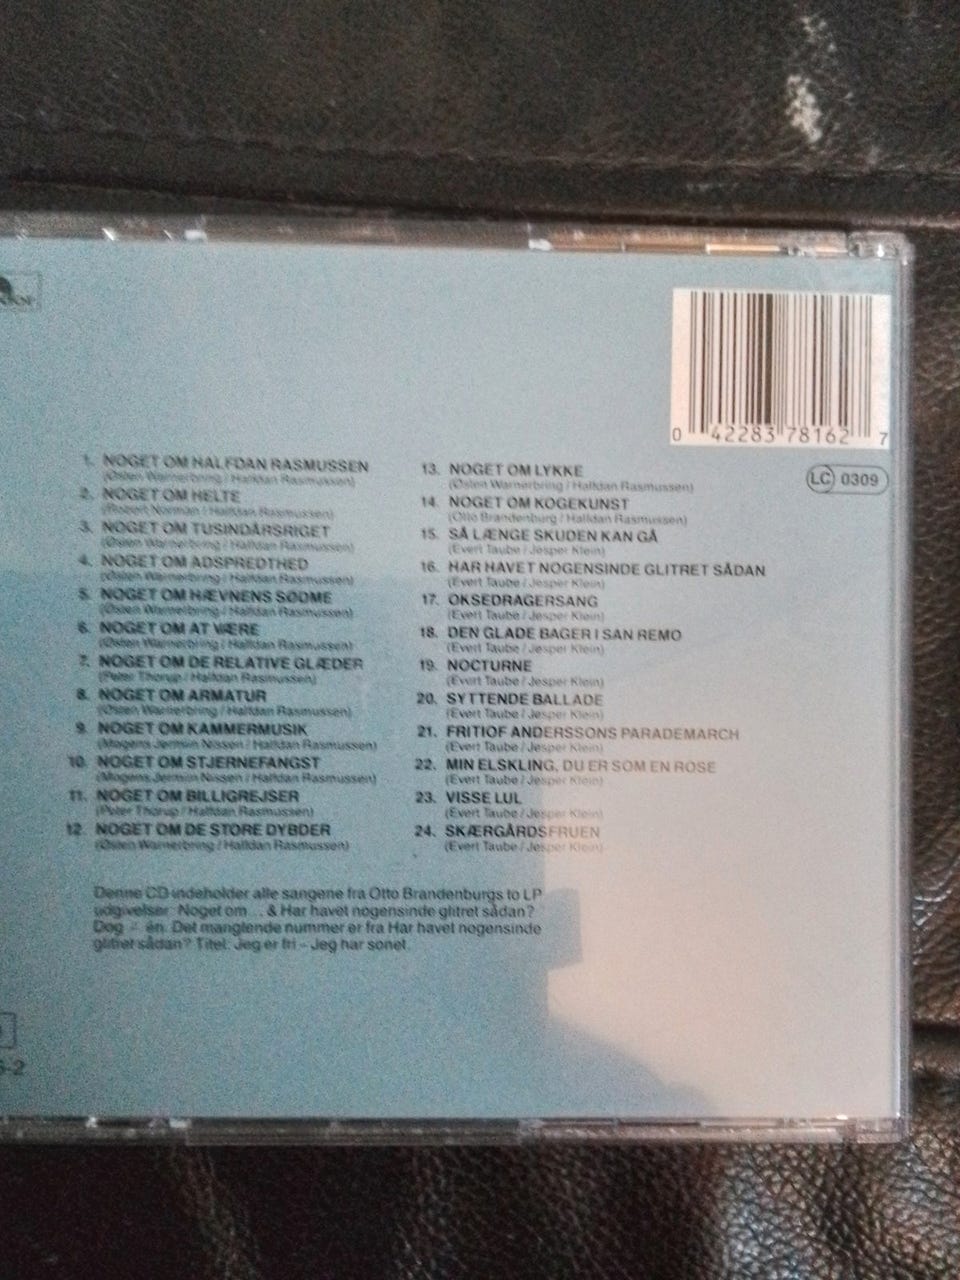 1. NOGET OM HALFDAN RASMUSSEN
(Østen Warnerbring / Halfdan Rasmussen)
2. NOGET OM HELTE
(Robert Norman / Halfdan Rasmussen)
3. NOGET OM TUSINDÅRSRIGET
(Østen Warnerbring / Halfdan Rasmussen)
4. NOGET OM ADSPREDTHED
(Østen Warnerbring / Halfdan Rasmussen)
5. NOGET OM HÆVNENS SØDME
(Østen Warnerbring / Halfdan Rasmussen)
6. NOGET OM AT VÆRE
(Østen Warnerbring / Halfdan Rasmussen)
7. NOGET OM DE RELATIVE GLÆDER
(Peter Thorup / Halfdan Rasmussen)
8. NOGET OM ARMATUR
(Østen Warnerbring / Halfdan Rasmussen)
9. NOGET OM KAMMERMUSIK
(Mogens Jermiin Nissen / Halfdan Rasmussen)
10. NOGET OM STJERNEFANGST
(Mogens Jermiin Nissen / Halfdan Rasmussen)
11. NOGET OM BILLIGREJSER
(Peter Thorup / Halfdan Rasmussen)
12. NOGET OM DE STORE DYBDER
(Østen Warnerbring / Halfdan Rasmussen)
13. NOGET OM LYKKE
(Østen Warnerbring / Halfdan Rasmussen)
14. NOGET OM KOGEKUNST
(Otto Brandenburg / Halfdan Rasmussen)
15. SÅ LÆNGE SKUDEN KAN GÅ
(Evert Taube / Jesper Klein)
16. HAR HAVET NOGENSINDE GLITRET SÅDAN
(Evert Taube / Jesper Klein)
17. OKSEDRAGERSANG
(Evert Taube / Jesper Klein)
18. DEN GLADE BAGER I SAN REMO
(Evert Taube / Jesper Klein)
19. NOCTURNE
(Evert Taube / Jesper Klein)
20. SYTTENDE BALLADE
(Evert Taube / Jesper Klein)
21. FRITIOF ANDERSSONS PARADEMARCH
(Evert Taube / Jesper Klein)
22. MIN ELSKLING, DU ER SOM EN ROSE
(Evert Taube / Jesper Klein)
23. VISSE LUL
(Evert Taube / Jesper Klein)
24. SKÆRGÅRDSFRUEN
(Evert Taube / Jesper Klein)
0 42283 78162 7
LC 0309
Denne CD indeholder alle sangene fra Otto Brandenburgs to LP
udgivelser: Noget om... & Har havet nogensinde glitret sådan?
Dog ÷ én. Det manglende nummer er fra Har havet nogensinde
glitret sådan? Titel: Jeg er fri – Jeg har sonet.
-2